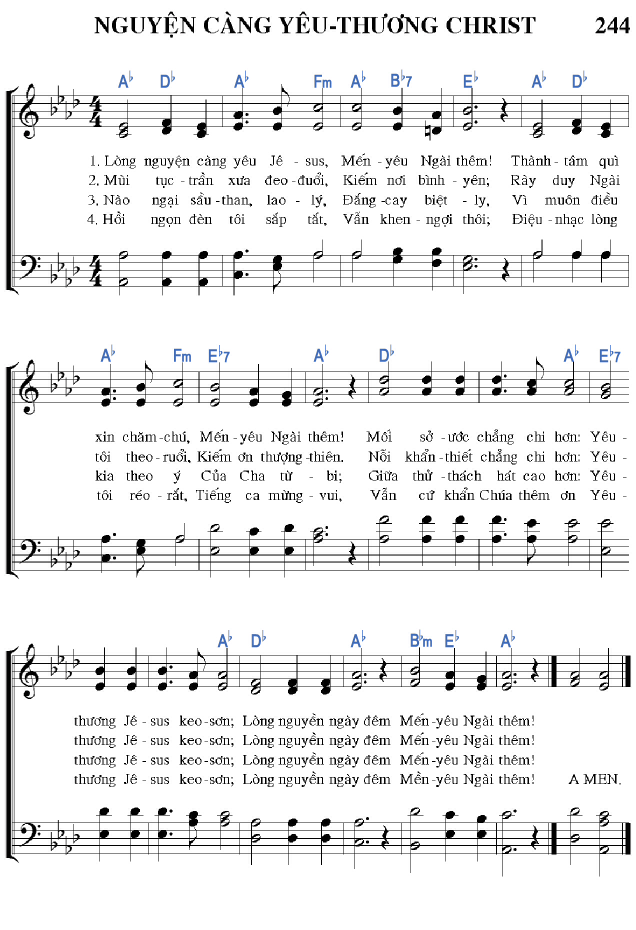 NGUYỆN CÀNG YÊU-THƯƠNG CHRIST 244
A♭ D♭ A♭ Fm A♭ B♭7 E♭ A♭ D♭
4/4
1. Lòng nguyện càng yêu Jê-sus, Mến-yêu Ngài thêm! Thành-tâm quì
2. Mùi tục-trần xưa đeo-đuổi, Kiếm nơi bình-yên; Rày duy Ngài
3. Nào ngại sầu-than, lao-lý, Đắng-cay biệt-ly, Vì muôn điều
4. Hồi ngọn đèn tôi sắp tắt, Vẫn khen-ngợi thôi; Điệu-nhạc lòng
4/4
A♭ Fm E♭7 A♭ D♭ A♭ E♭7
xin chăm-chú, Mến-yêu Ngài thêm! Mối sở-ước chẳng chi hơn: Yêu-
tôi theo-ruổi, Kiếm ơn thượng-thiên. Nỗi khẩn-thiết chẳng chi hơn: Yêu-
kia theo ý Của Cha từ-bi; Giữa thử-thách hát cao hơn: Yêu-
tôi réo-rắt, Tiếng ca mừng-vui, Vẫn cứ khẩn Chúa thêm ơn Yêu-
A♭ D♭ A♭ B♭m E♭ A♭
thương Jê-sus keo-sơn; Lòng nguyền ngày đêm Mến-yêu Ngài thêm!
thương Jê-sus keo-sơn; Lòng nguyền ngày đêm Mến-yêu Ngài thêm!
thương Jê-sus keo-sơn; Lòng nguyền ngày đêm Mến-yêu Ngài thêm!
thương Jê-sus keo-sơn; Lòng nguyền ngày đêm Mền-yêu Ngài thêm! A MEN.